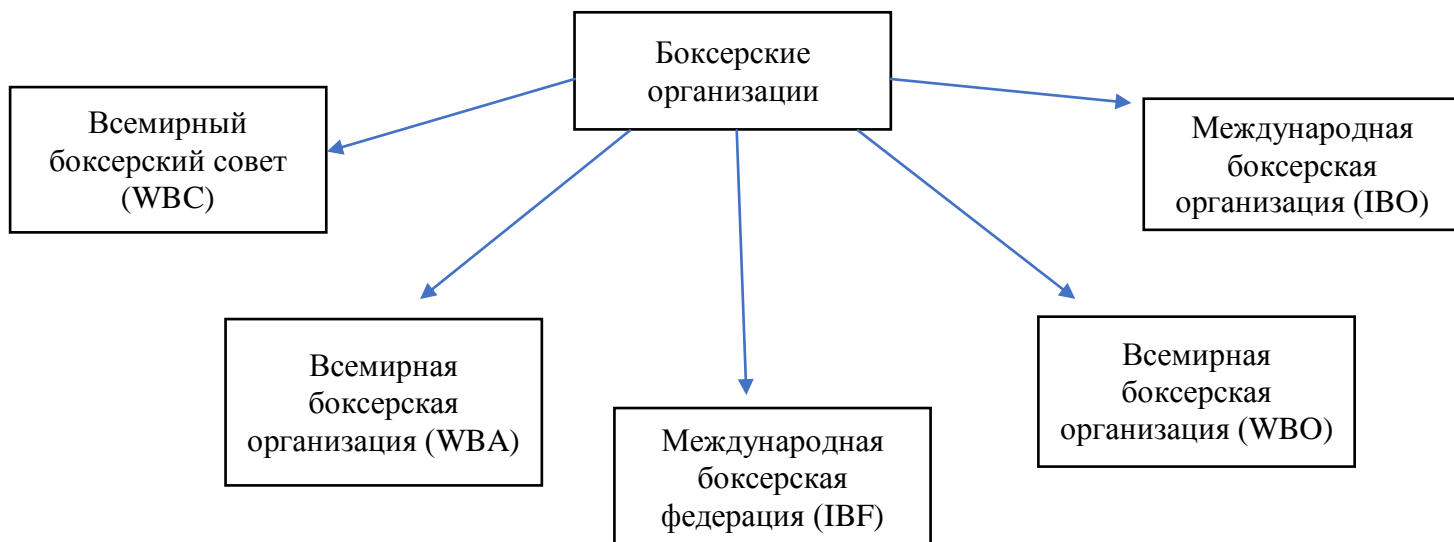 Боксерские
организации
Всемирный
боксерский совет
(WBC)
Международная
боксерская
организация (IBO)
Всемирная
боксерская
организация (WBA)
Международная
боксерская
федерация (IBF)
Всемирная
боксерская
организация (WBO)